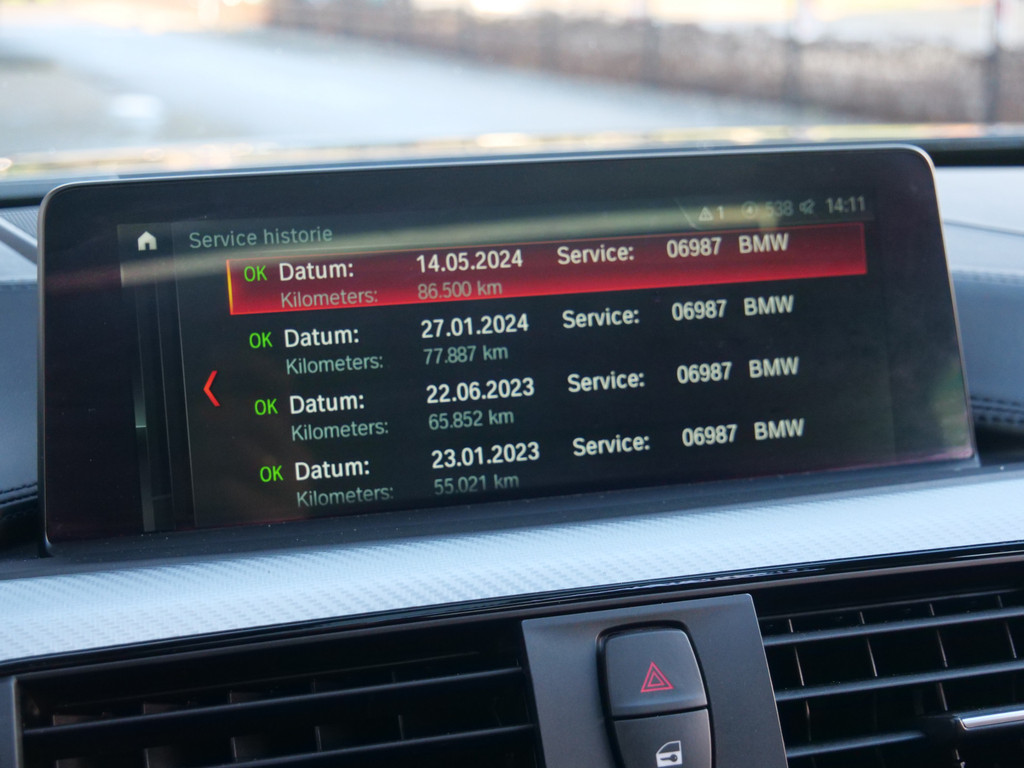 Service historie 1 538 14:11
OK Datum: 14.05.2024 Service: 06987 BMW
Kilometers: 86.500 km
OK Datum: 27.01.2024 Service: 06987 BMW
Kilometers: 77.887 km
OK Datum: 22.06.2023 Service: 06987 BMW
Kilometers: 65.852 km
OK Datum: 23.01.2023 Service: 06987 BMW
Kilometers: 55.021 km